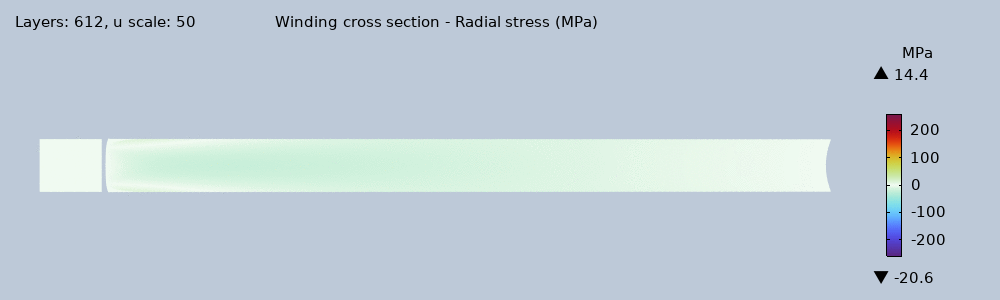 Layers: 612, u scale: 50
Winding cross section - Radial stress (MPa)
MPa
14.4
200
100
0
-100
-200
-20.6